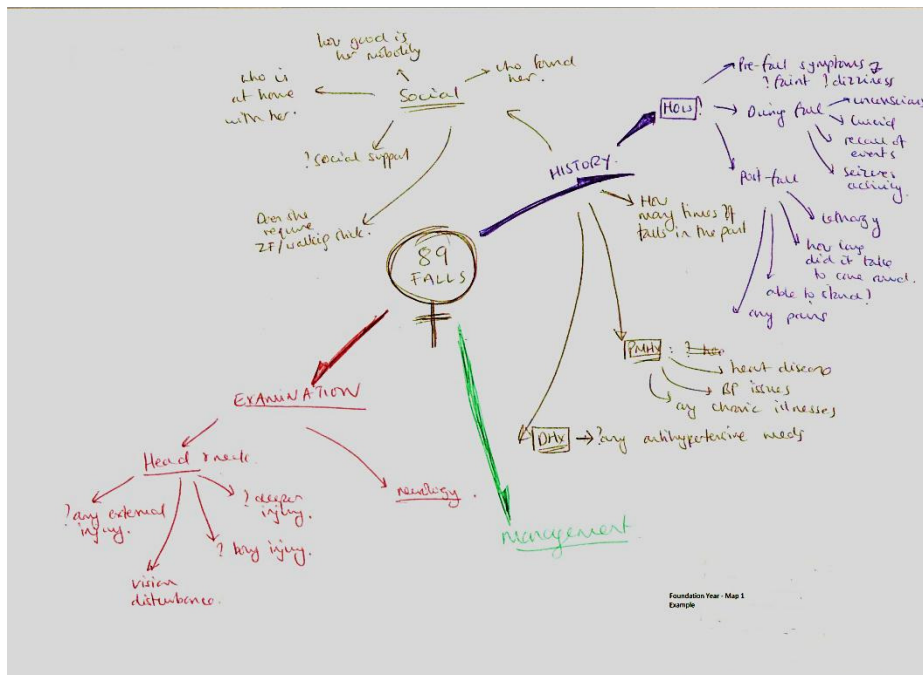 89
FALLS
HISTORY.
HOW?
Pre-fall symptoms
? faint ? dizziness
During fall
unconscious
lucid
recall of
events
seizures
activity.
Post-fall
lethargy
how long
did it take
to come round.
able to stand?
any pains
How
many times
falls in the past
PMHx :
heart disease
BP issues
any chronic illnesses
DHx
?any antihypertensive meds
Social
how good is
her mobility
who found
her.
who is
at home
with her.
? social support
Does she
require
ZF/walking stick.
EXAMINATION
Head & neck.
? any external
injury.
vision
disturbance.
? bony injury.
? deeper
injury.
neurology.
management
Foundation Year - Map 1
Example